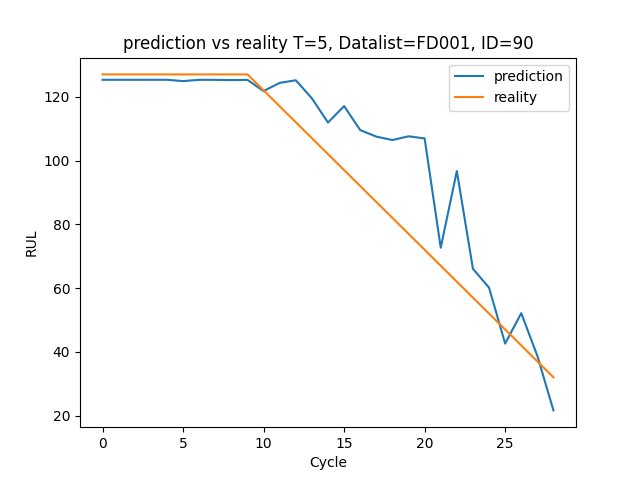 prediction vs reality T=5, Datalist=FD001, ID=90
prediction
reality
RUL
120
100
80
60
40
20
0 5 10 15 20 25
Cycle